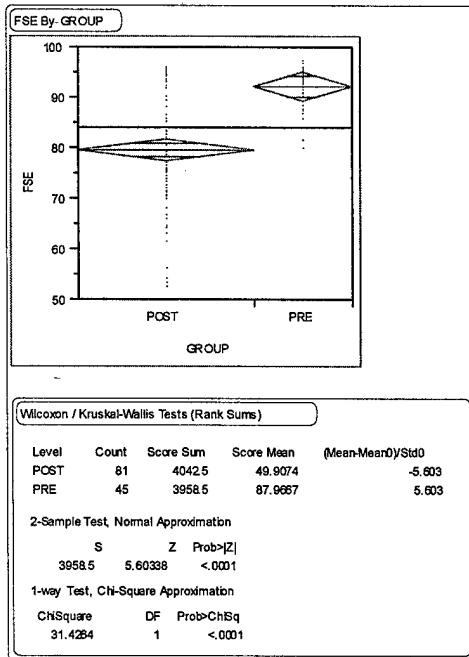 FSE By GROUP
100
90
80
70
60
50
FSE
POST PRE
GROUP
Wilcoxon / Kruskal-Wallis Tests (Rank Sums)
Level Count Score Sum Score Mean (Mean-Mean0)/Std0
POST 81 4042.5 49.9074 -5.603
PRE 45 3958.5 87.9667 5.603
2-Sample Test, Normal Approximation
S Z Prob>|Z|
3958.5 5.60338 <.0001
1-way Test, Chi-Square Approximation
ChiSquare DF Prob>ChiSq
31.4264 1 <.0001